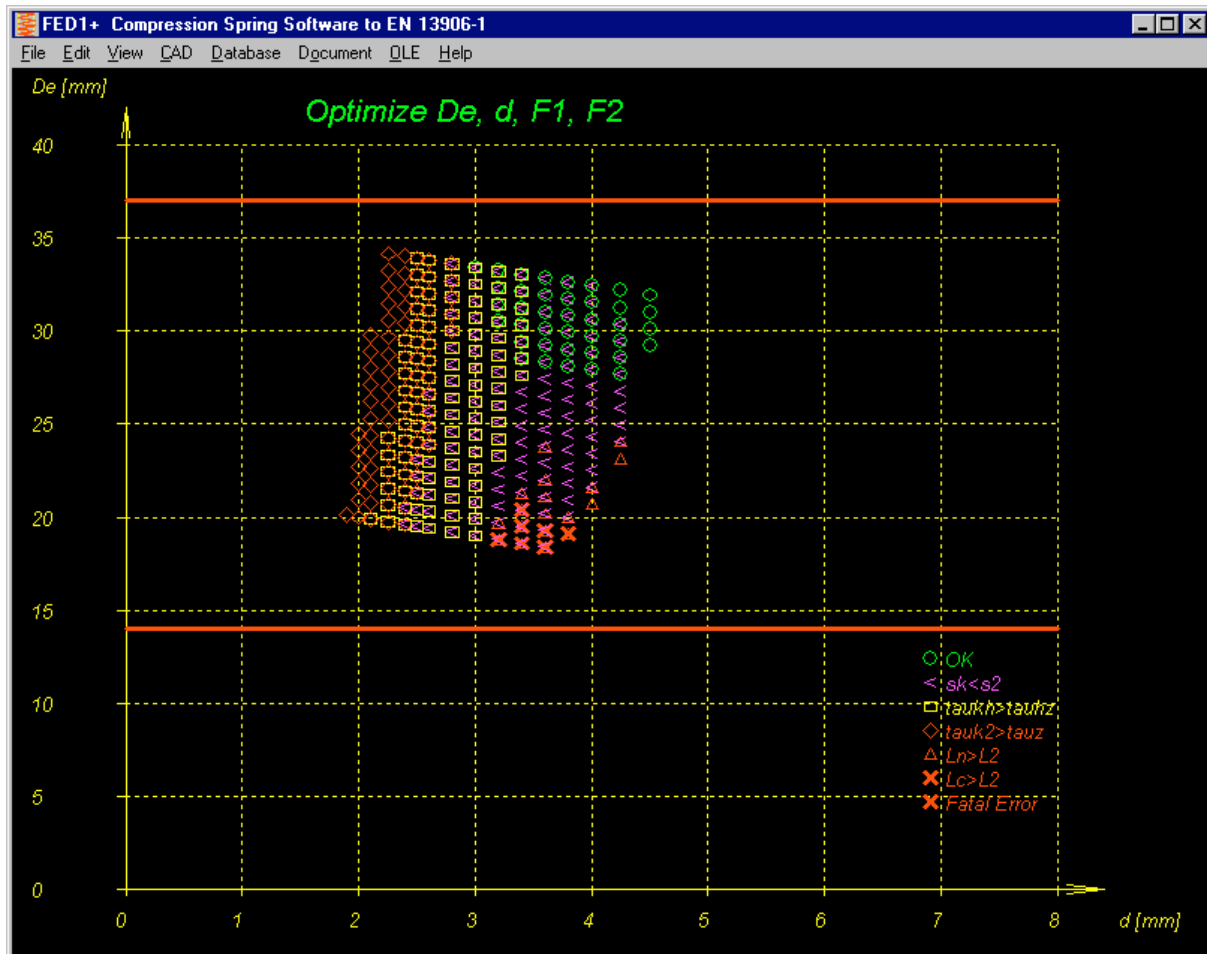 FED1+ Compression Spring Software to EN 13906-1
File Edit View CAD Database Document OLE Help
De [mm]
Optimize De, d, F1, F2
40
35
30
25
20
15
OK
sk<s2
10
taukh>tauhz
tauk2>tauz
Ln>L2
Lc>L2
5
Fatal Error
0
0 1 2 3 4 5 6 7 8 d [mm]